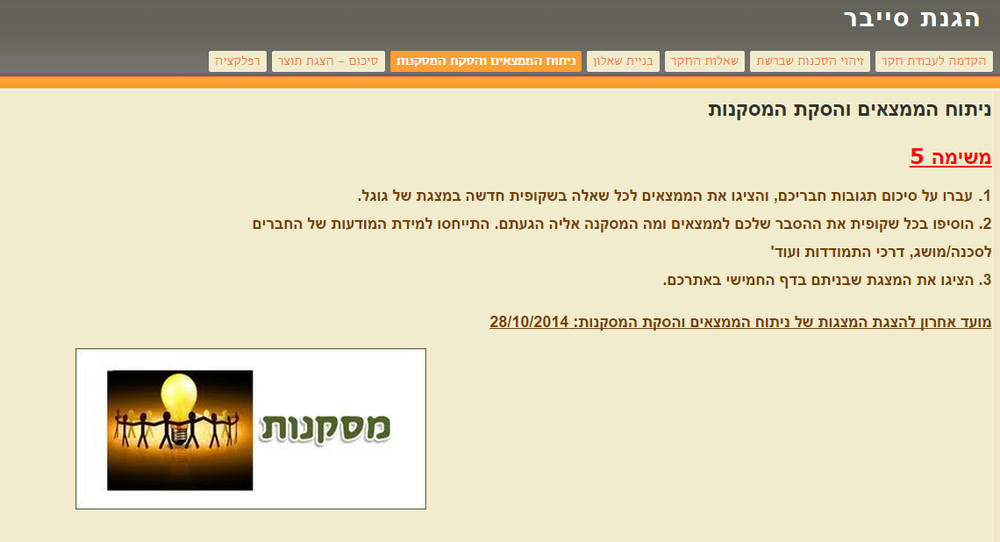 הגנת סייבר
הקדמה לעבודת חקר
זיהוי הסכנות שברשת
שאלות החקר
בניית שאלון
ניתוח הממצאים והסקת המסקנות
סיכום - הצגת תוצר
רפלקציה
ניתוח הממצאים והסקת המסקנות
משימה 5
1. עברו על סיכום תגובות חבריכם, והציגו את הממצאים לכל שאלה בשקופית חדשה במצגת של גוגל.
2. הוסיפו בכל שקופית את ההסבר שלכם לממצאים ומה המסקנה אליה הגעתם. התייחסו למידת המודעות של החברים
לסכנה/מושג, דרכי התמודדות ועוד'
3. הציגו את המצגת שבניתם בדף החמישי באתרכם.
מועד אחרון להצגת המצגות של ניתוח הממצאים והסקת המסקנות: 28/10/2014
מסקנות